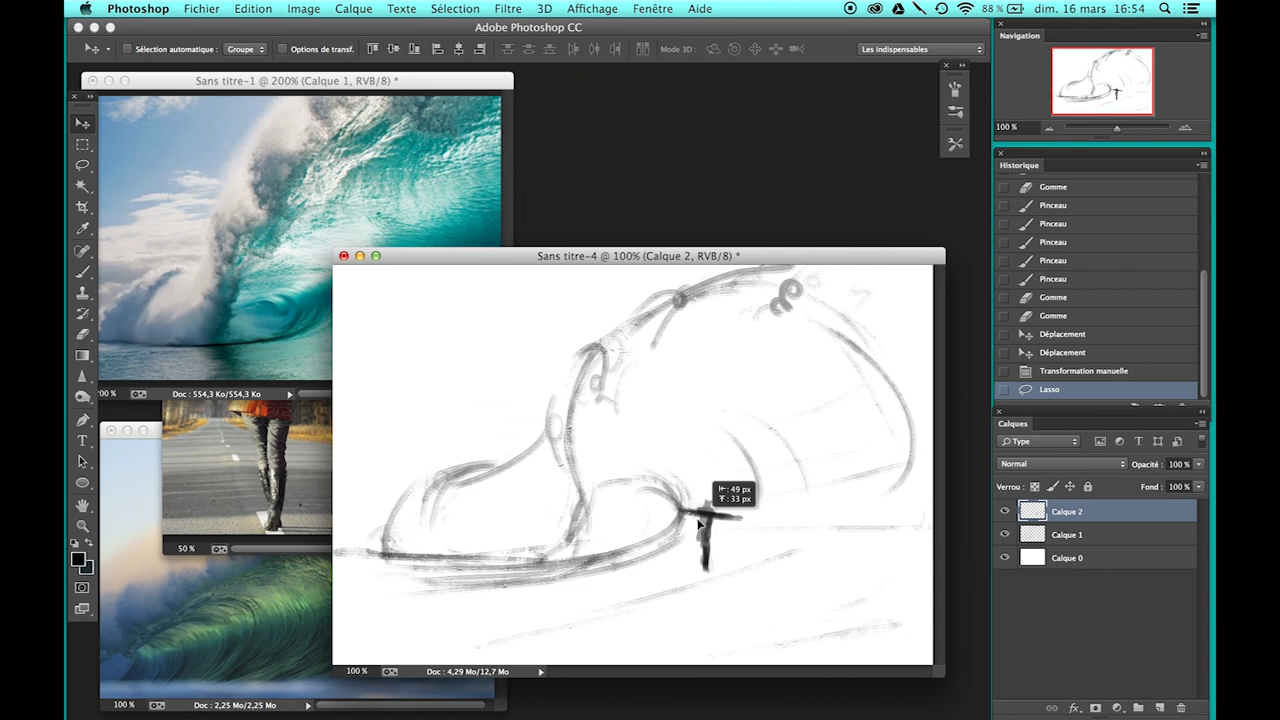 Photoshop Fichier Edition Image Calque Texte Sélection Filtre 3D Affichage Fenêtre Aide 88 % dim. 16 mars 16:54
Adobe Photoshop CC
Sélection automatique : Groupe Options de transf. Mode 3D : Les indispensables
Sans titre-1 @ 200% (Calque 1, RVB/8) *
Doc : 554,3 Ko/554,3 Ko
50 %
100 % Doc : 2,25 Mo/2,25 Mo
Sans titre-4 @ 100% (Calque 2, RVB/8) *
: 49 px
: 33 px
100 % Doc : 4,29 Mo/12,7 Mo
Navigation
100 %
Historique
Gomme
Pinceau
Pinceau
Pinceau
Pinceau
Pinceau
Gomme
Gomme
Déplacement
Déplacement
Transformation manuelle
Lasso
Calques
Type
Normal Opacité : 100 %
Verrou : Fond : 100 %
Calque 2
Calque 1
Calque 0
fx